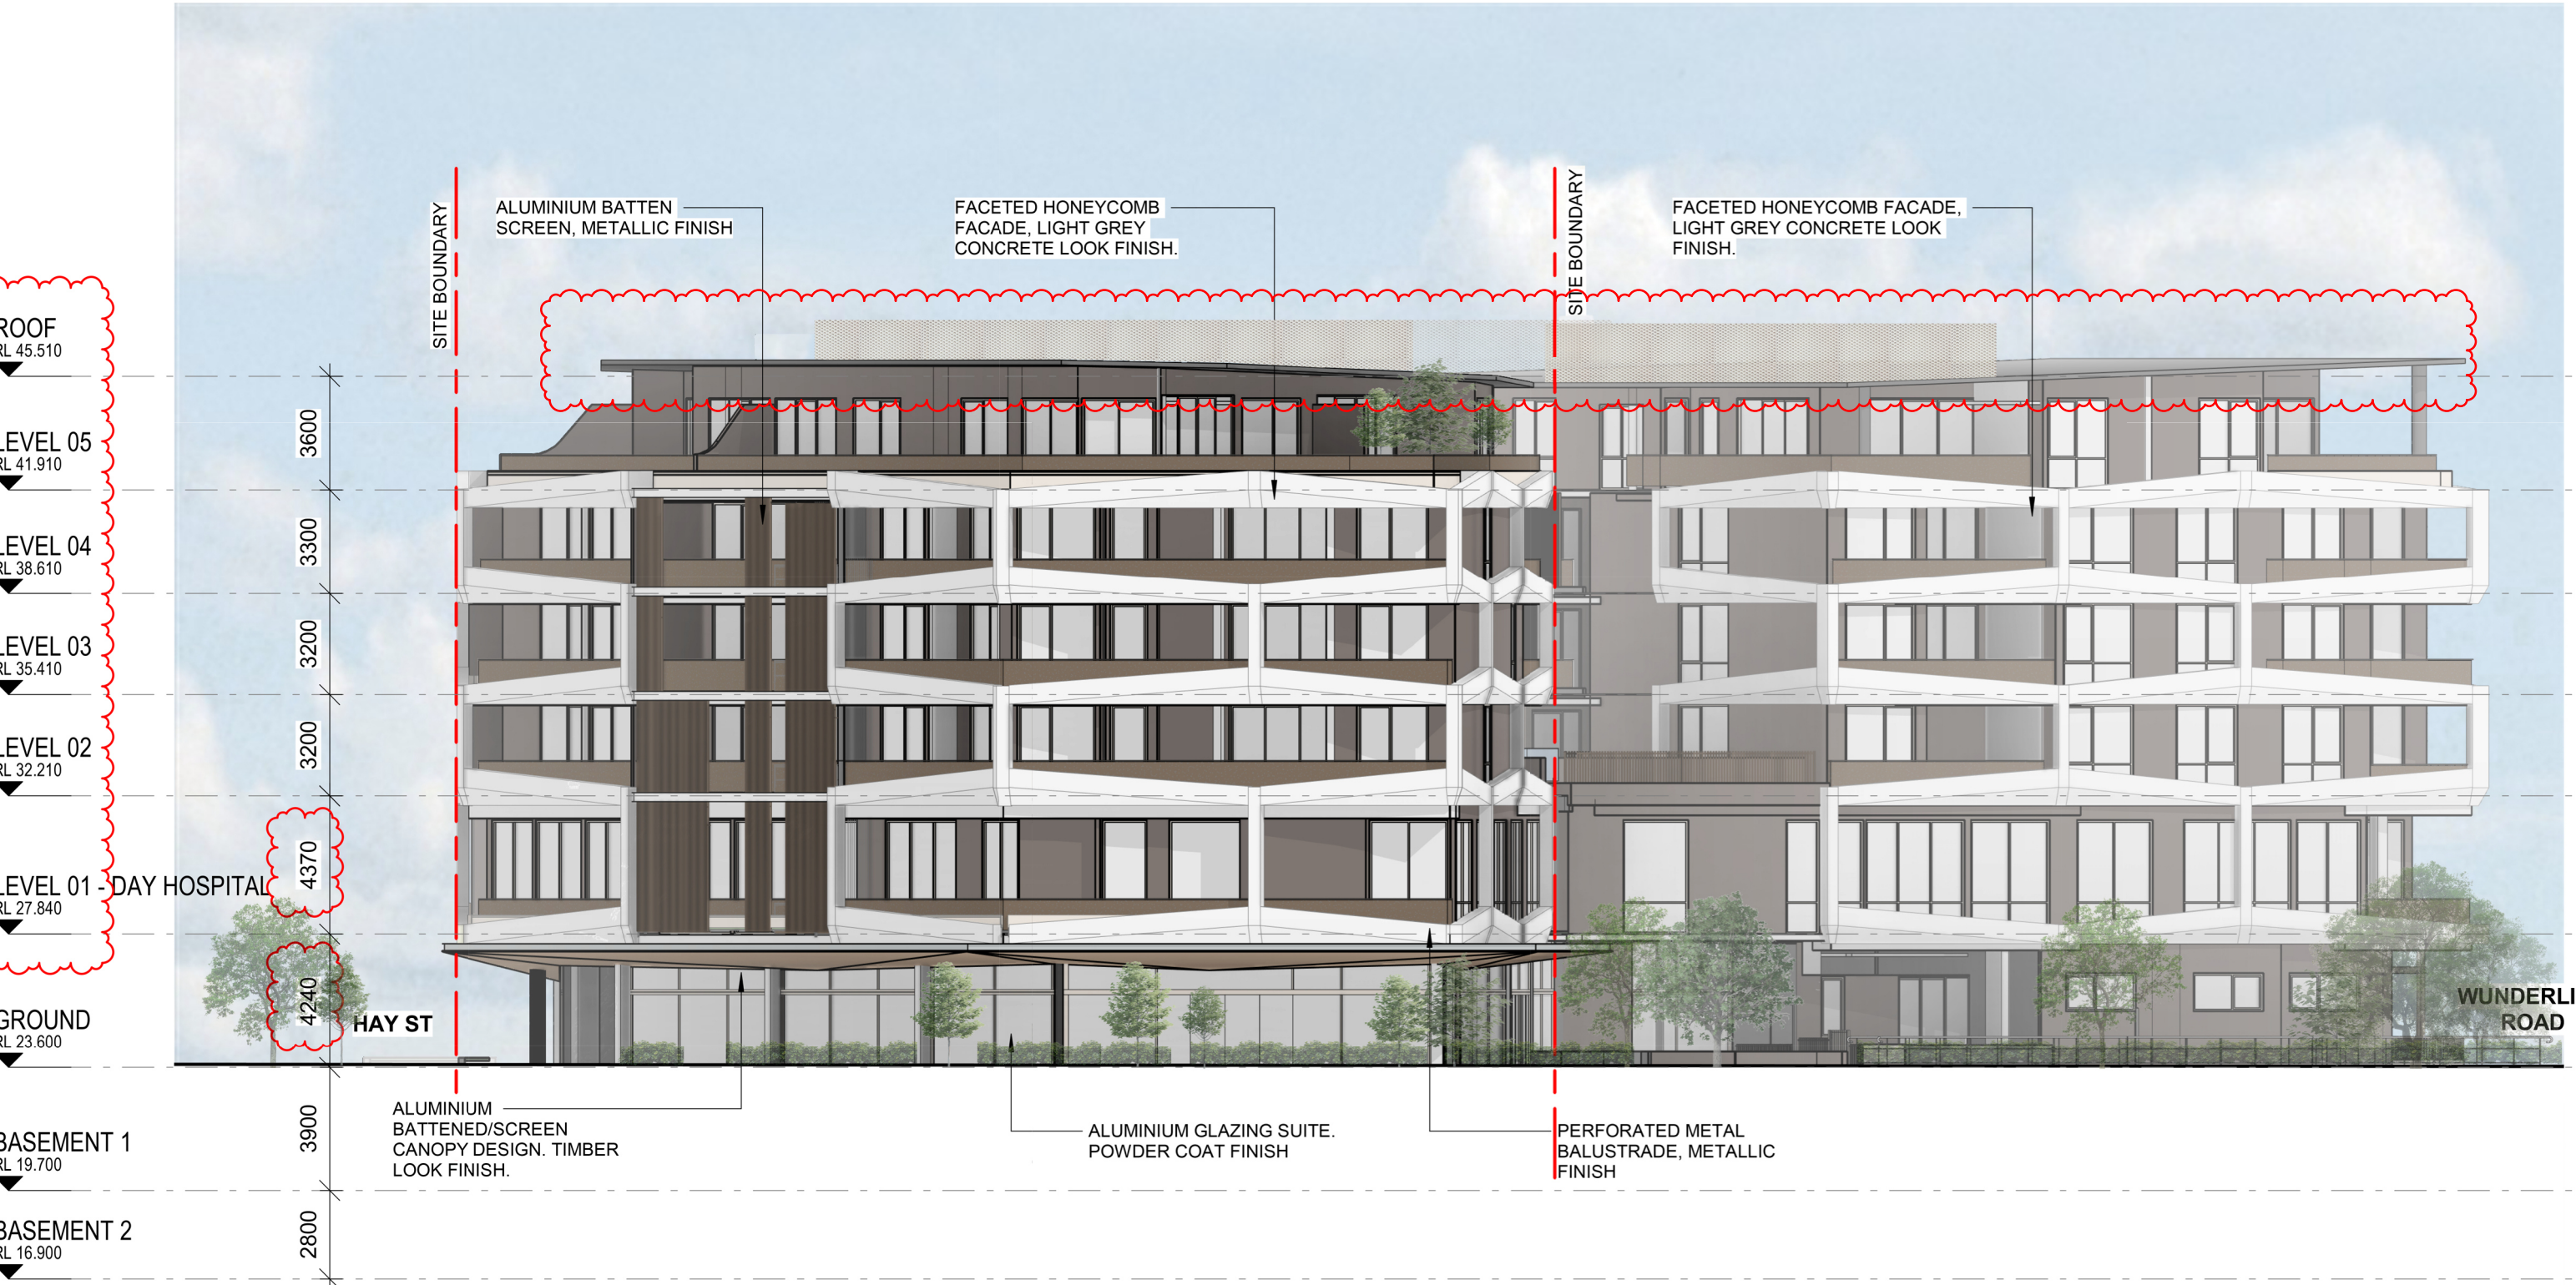 ALUMINIUM BATTEN
SCREEN, METALLIC FINISH
FACETED HONEYCOMB
FACADE, LIGHT GREY
CONCRETE LOOK FINISH.
FACETED HONEYCOMB FACADE,
LIGHT GREY CONCRETE LOOK
FINISH.
SITE BOUNDARY
SITE BOUNDARY
ROOF
RL 45.510
3600
LEVEL 05
RL 41.910
3300
LEVEL 04
RL 38.610
3200
LEVEL 03
RL 35.410
3200
LEVEL 02
RL 32.210
4370
LEVEL 01 - DAY HOSPITAL
RL 27.840
4240
GROUND
RL 23.600
HAY ST
WUNDERLI
ROAD
3900
BASEMENT 1
RL 19.700
2800
BASEMENT 2
RL 16.900
ALUMINIUM
BATTENED/SCREEN
CANOPY DESIGN. TIMBER
LOOK FINISH.
ALUMINIUM GLAZING SUITE.
POWDER COAT FINISH
PERFORATED METAL
BALUSTRADE, METALLIC
FINISH